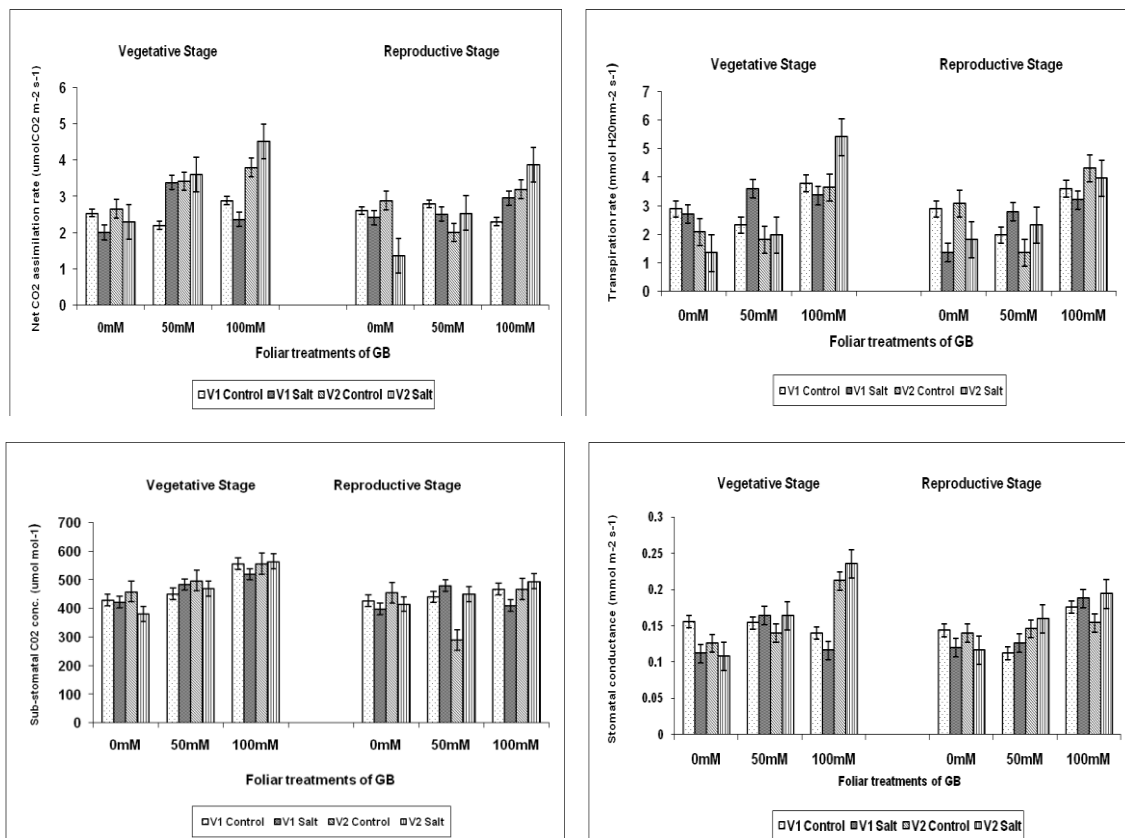 Vegetative Stage Reproductive Stage
Net CO2 assimilation rate (umolCO2 m-2 s-1)
6
5
4
3
2
1
0
0mM 50mM 100mM 0mM 50mM 100mM
Foliar treatments of GB
V1 Control V1 Salt V2 Control V2 Salt
Vegetative Stage Reproductive Stage
Transpiration rate (mmol H20mm-2 s-1)
7
6
5
4
3
2
1
0
0mM 50mM 100mM 0mM 50mM 100mM
Foliar treatments of GB
V1 Control V1 Salt V2 Control V2 Salt
Vegetative Stage Reproductive Stage
Sub-stomatal C02 conc. (umol mol-1)
700
600
500
400
300
200
100
0
0mM 50mM 100mM 0mM 50mM 100mM
Foliar treatments of GB
V1 Control V1 Salt V2 Control V2 Salt
Vegetative Stage Reproductive Stage
Stomatal conductance (mmol m-2 s-1)
0.3
0.25
0.2
0.15
0.1
0.05
0
0mM 50mM 100mM 0mM 50mM 100mM
Foliar treatments of GB
V1 Control V1 Salt V2 Control V2 Salt